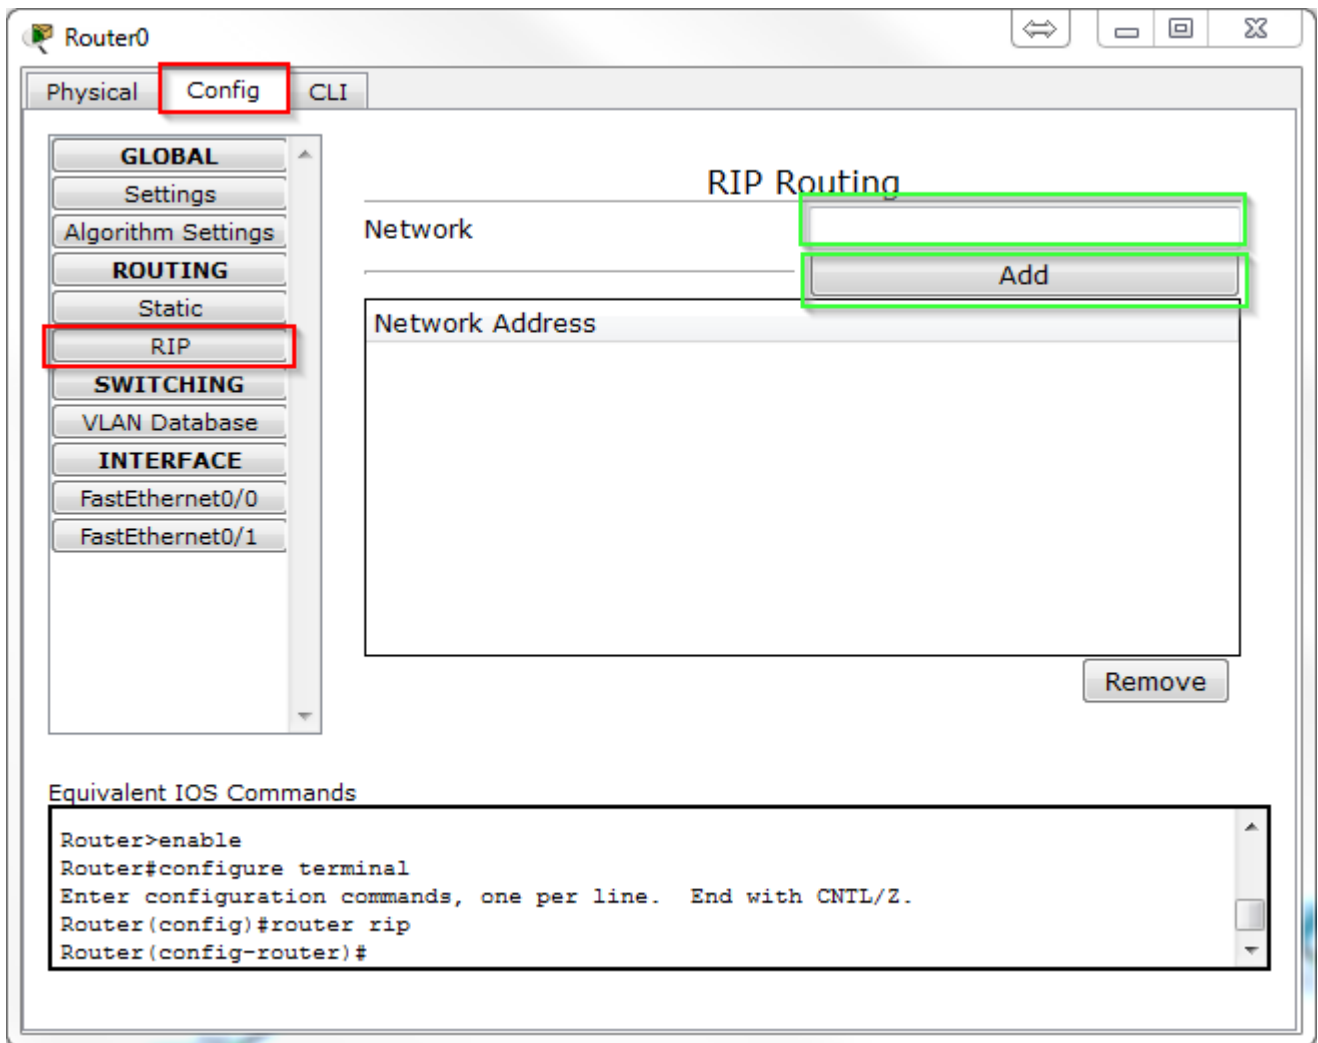 Router0
Physical Config CLI
GLOBAL
Settings
Algorithm Settings
ROUTING
Static
RIP
SWITCHING
VLAN Database
INTERFACE
FastEthernet0/0
FastEthernet0/1
RIP Routing
Network
Add
Network Address
Remove
Equivalent IOS Commands
Router>enable
Router#configure terminal
Enter configuration commands, one per line.  End with CNTL/Z.
Router(config)#router rip
Router(config-router)#